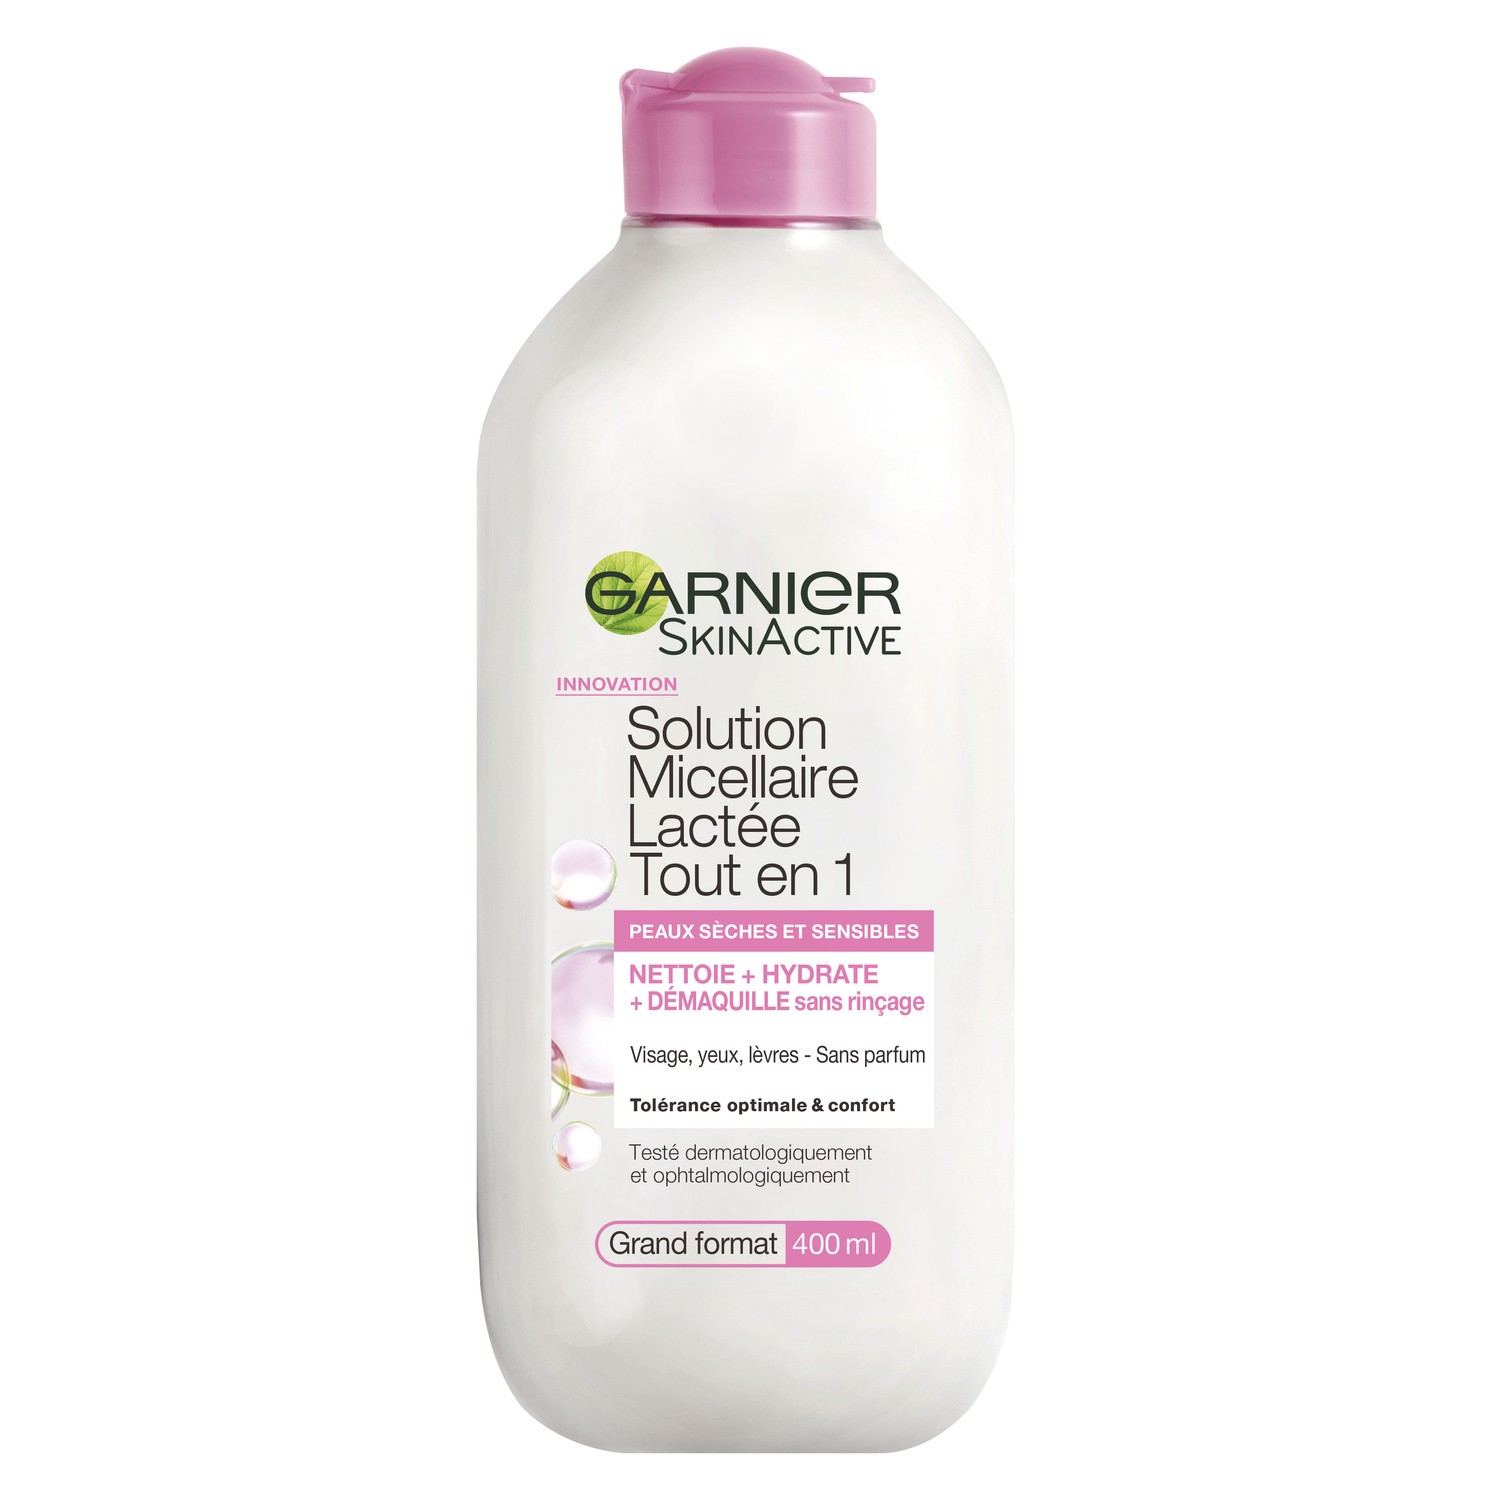 GARNIER
SKINACTIVE
INNOVATION
Solution
Micellaire
Lactée
Tout en 1
PEAUX SÈCHES ET SENSIBLES
NETTOIE + HYDRATE
+ DÉMAQUILLE sans rinçage
Visage, yeux, lèvres - Sans parfum
Tolérance optimale & confort
Testé dermatologiquement
et ophtalmologiquement
Grand format 400 ml